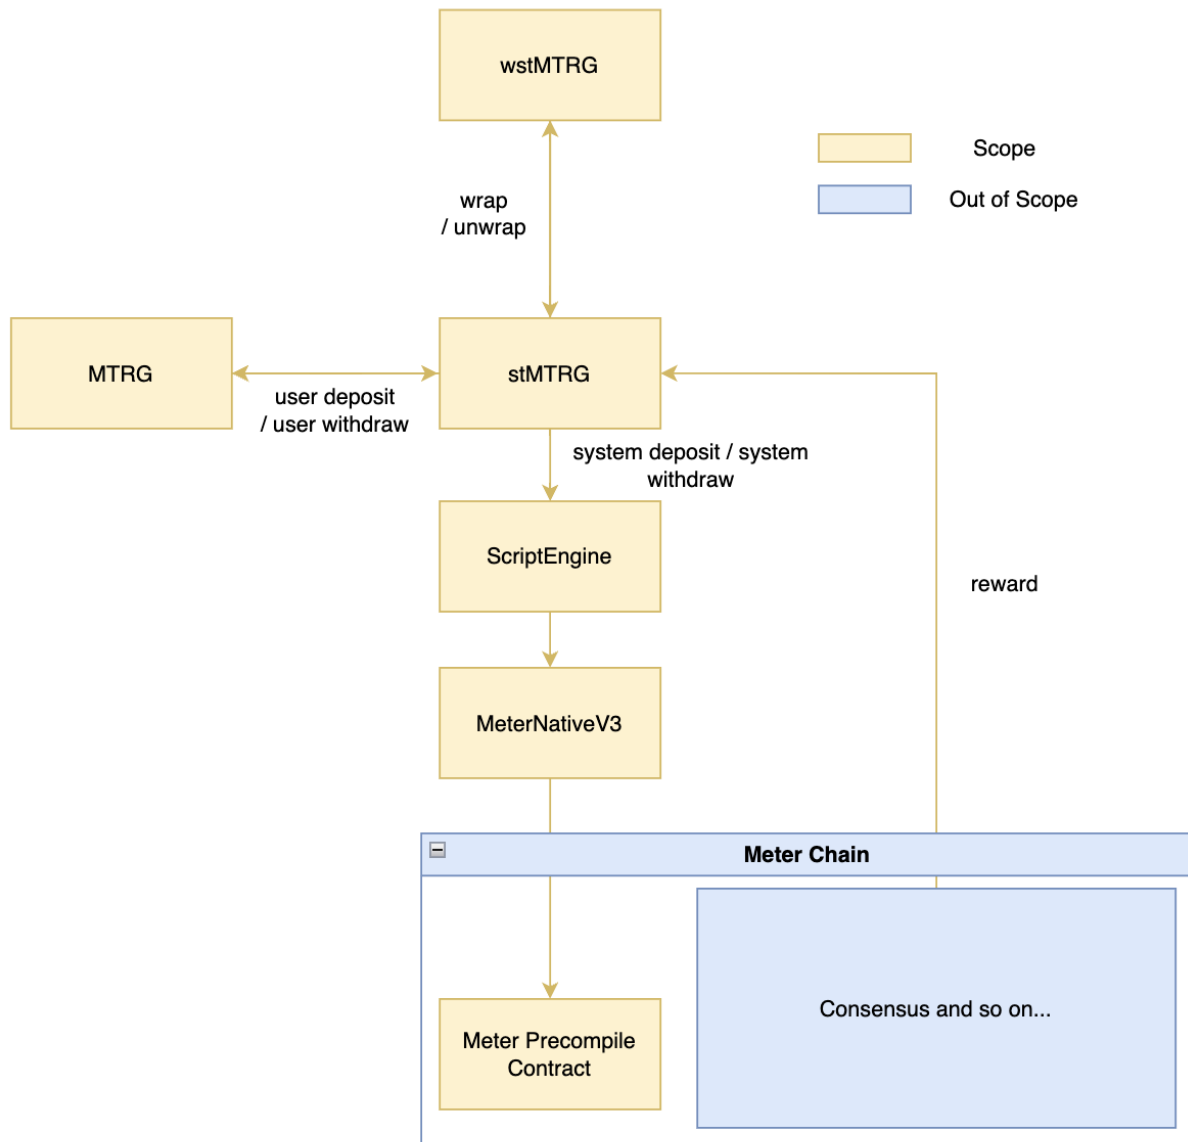 wstMTRG
Scope
Out of Scope
wrap
/ unwrap
MTRG
user deposit
/ user withdraw
stMTRG
system deposit / system
withdraw
ScriptEngine
reward
MeterNativeV3
Meter Chain
Meter Precompile
Contract
Consensus and so on...